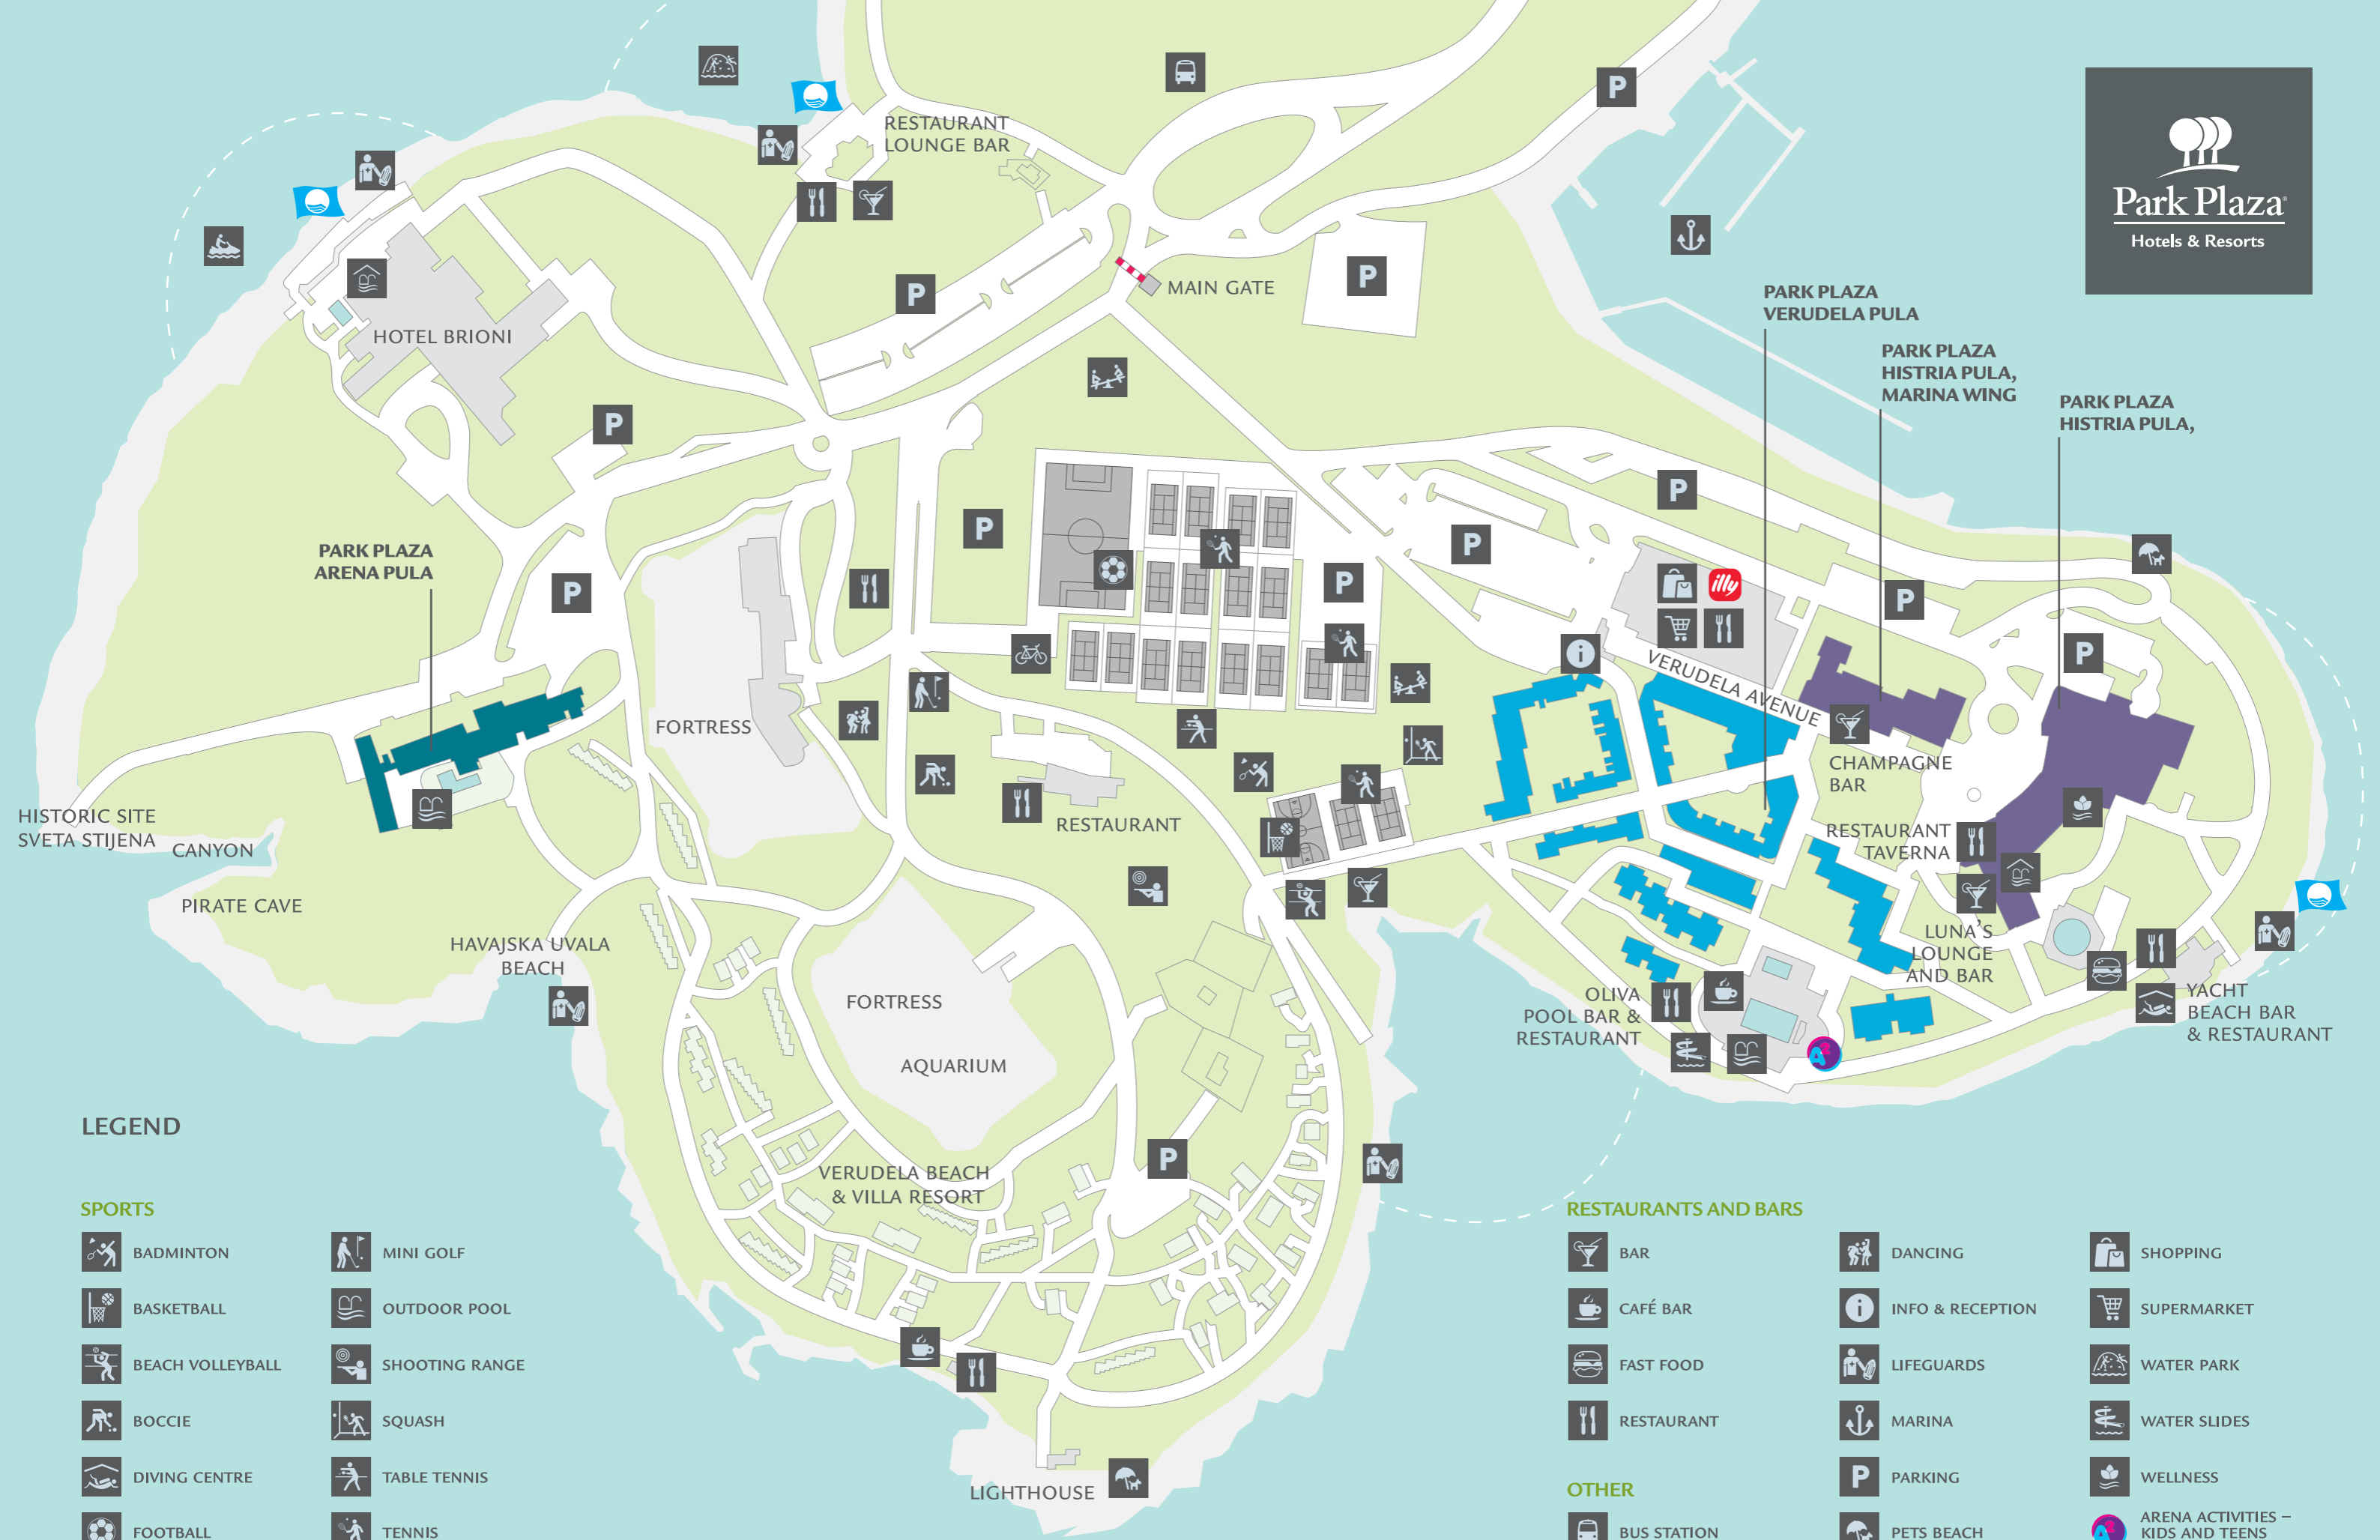 RESTAURANT
LOUNGE BAR
P
Park Plaza
Hotels & Resorts
MAIN GATE
P
P
PARK PLAZA
VERUDELA PULA
PARK PLAZA
HISTRIA PULA,
MARINA WING
PARK PLAZA
HISTRIA PULA,
HOTEL BRIONI
P
P
P
P
PARK PLAZA
ARENA PULA
P
P
illy
P
P
i
VERUDELA AVENUE
FORTRESS
CHAMPAGNE
BAR
HISTORIC SITE
SVETA STIJENA
CANYON
RESTAURANT
RESTAURANT
TAVERNA
PIRATE CAVE
HAVAJSKA UVALA
BEACH
LUNA'S
LOUNGE
AND BAR
FORTRESS
OLIVA
POOL BAR &
RESTAURANT
YACHT
BEACH BAR
& RESTAURANT
AQUARIUM
A2
P
VERUDELA BEACH
& VILLA RESORT
LIGHTHOUSE
LEGEND
SPORTS
BADMINTON
BASKETBALL
BEACH VOLLEYBALL
BOCCIE
DIVING CENTRE
FOOTBALL
MINI GOLF
OUTDOOR POOL
SHOOTING RANGE
SQUASH
TABLE TENNIS
TENNIS
RESTAURANTS AND BARS
BAR
CAFÉ BAR
FAST FOOD
RESTAURANT
OTHER
BUS STATION
DANCING
i INFO & RECEPTION
LIFEGUARDS
MARINA
P PARKING
PETS BEACH
SHOPPING
SUPERMARKET
WATER PARK
WATER SLIDES
WELLNESS
A2 ARENA ACTIVITIES –
KIDS AND TEENS